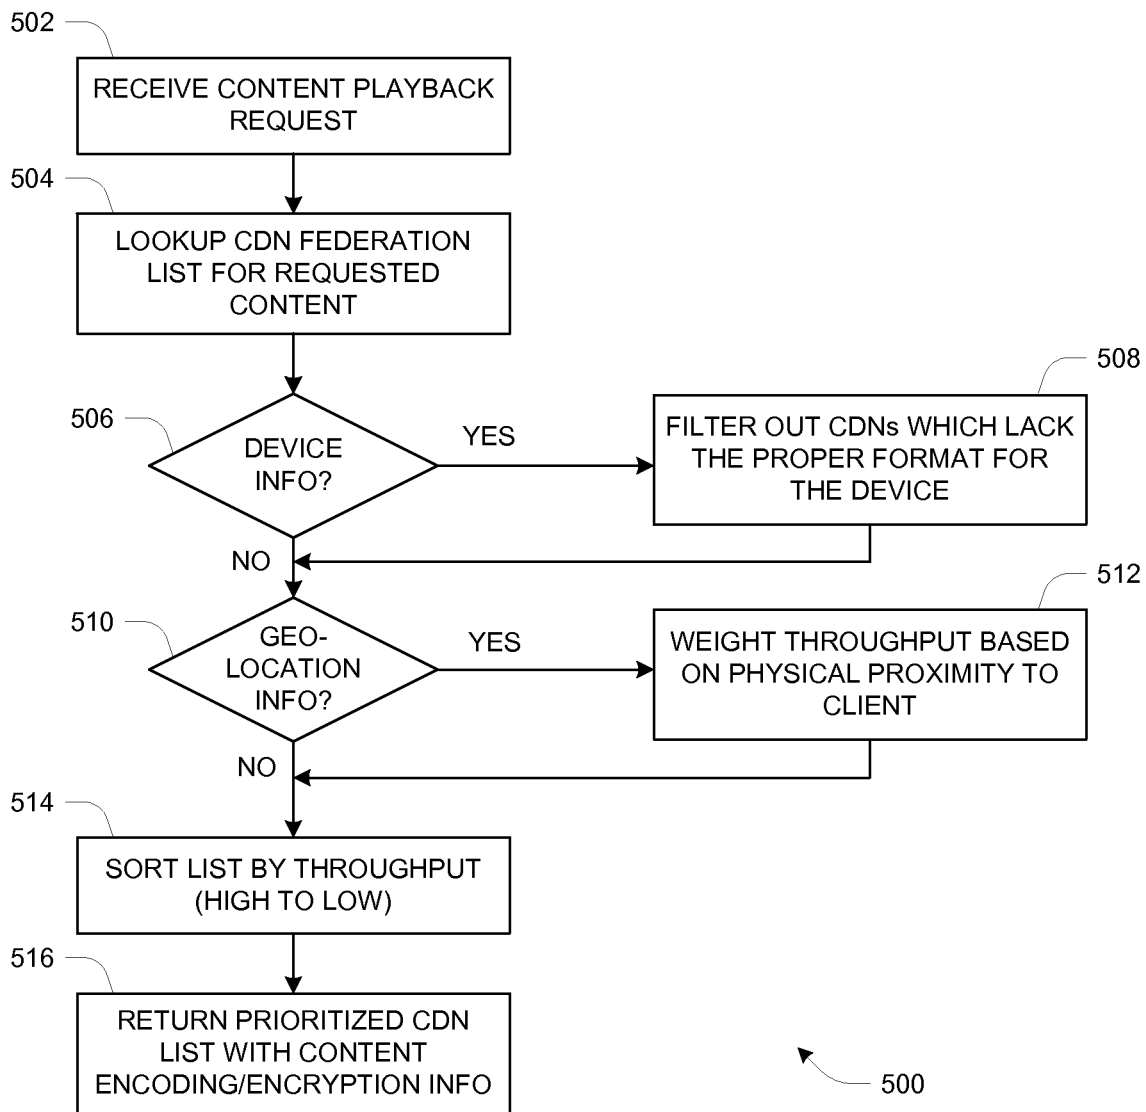 502
RECEIVE CONTENT PLAYBACK
REQUEST
504
LOOKUP CDN FEDERATION
LIST FOR REQUESTED
CONTENT
506
DEVICE
INFO?
YES
508
FILTER OUT CDNs WHICH LACK
THE PROPER FORMAT FOR
THE DEVICE
NO
510
GEO-
LOCATION
INFO?
YES
512
WEIGHT THROUGHPUT BASED
ON PHYSICAL PROXIMITY TO
CLIENT
NO
514
SORT LIST BY THROUGHPUT
(HIGH TO LOW)
516
RETURN PRIORITIZED CDN
LIST WITH CONTENT
ENCODING/ENCRYPTION INFO
500